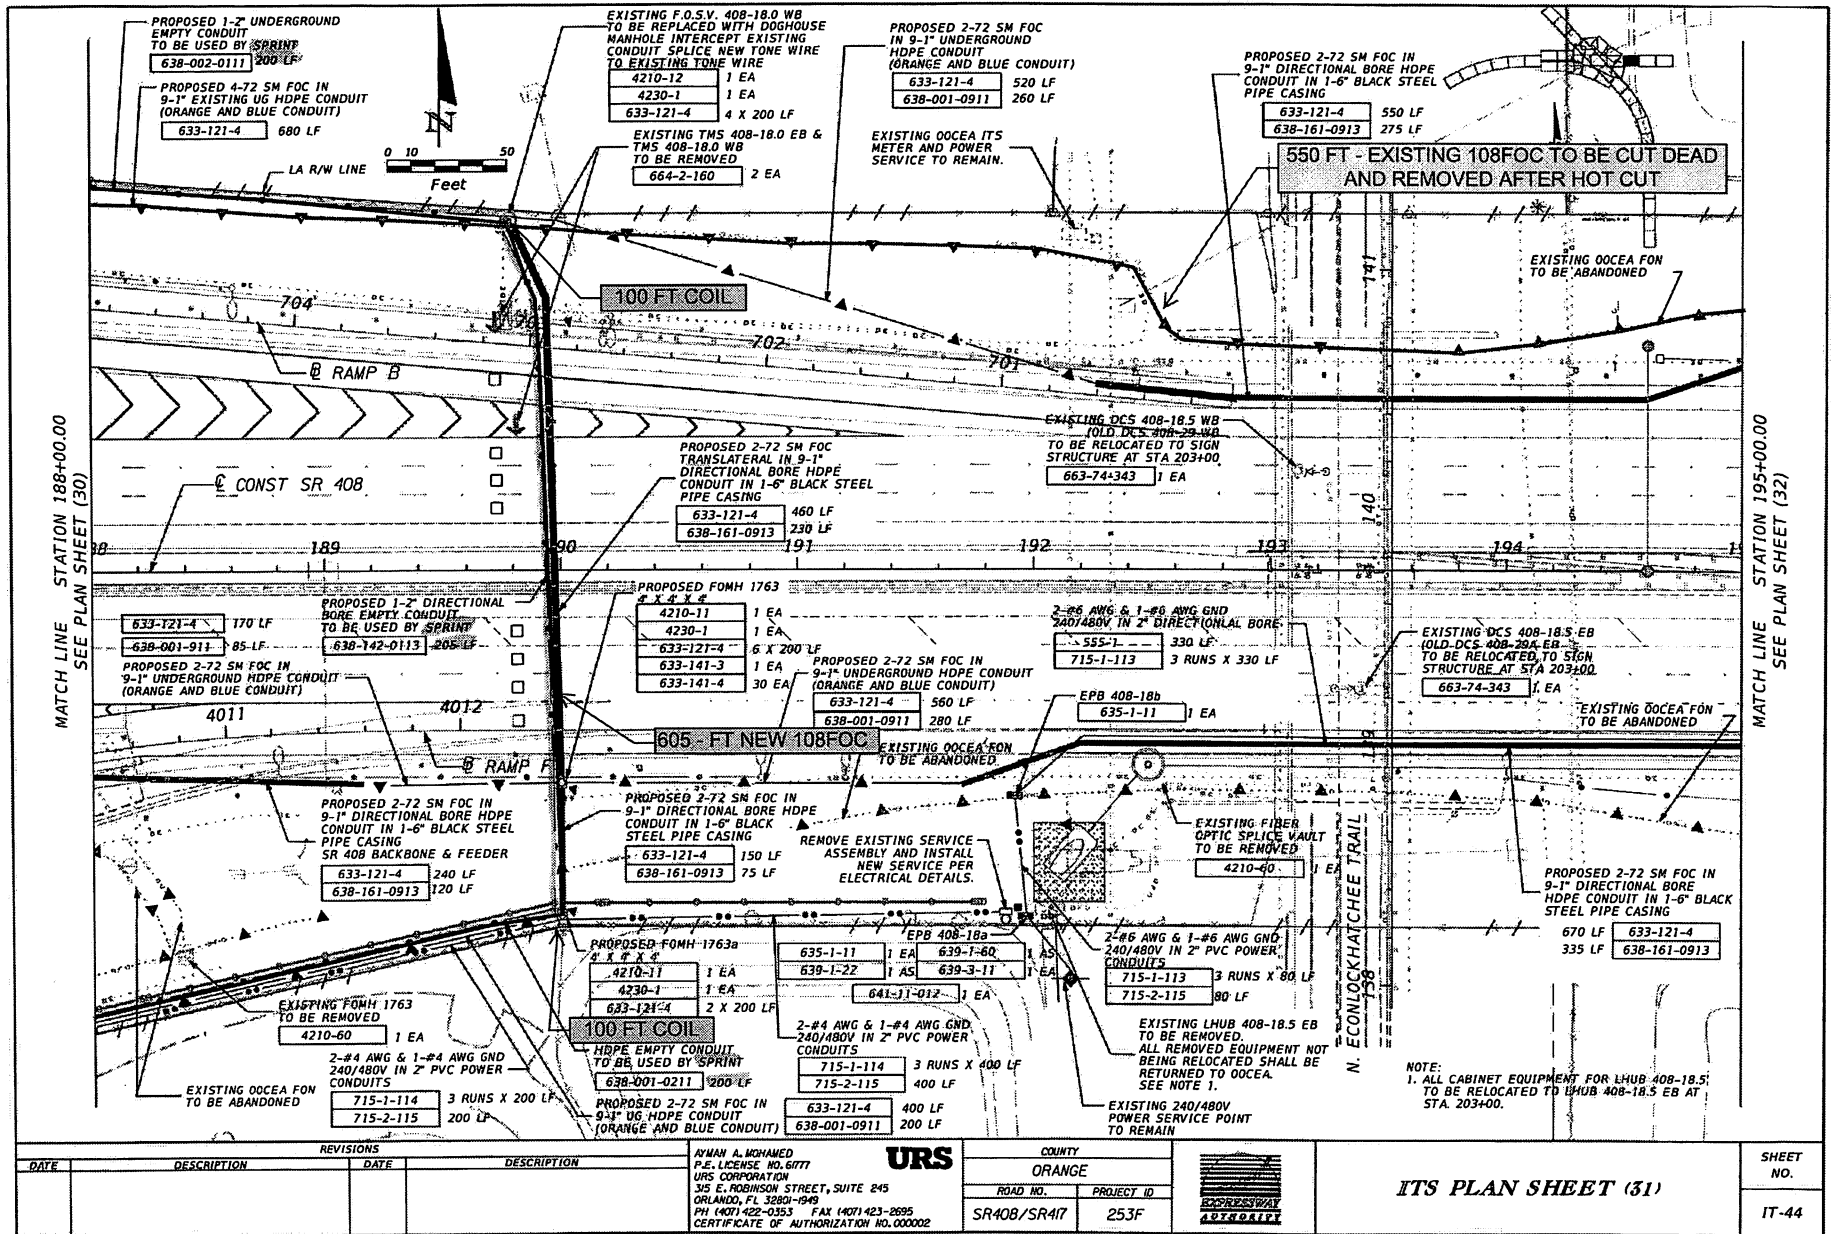 PROPOSED 1-2" UNDERGROUND
EMPTY CONDUIT
TO BE USED BY SPRINT
638-002-0111 200 LF
PROPOSED 4-72 SM FOC IN
9-1" EXISTING UG HDPE CONDUIT
(ORANGE AND BLUE CONDUIT)
633-121-4 680 LF
LA R/W LINE
N
0 10 50
Feet
EXISTING F.O.S.V. 408-18.0 WB
TO BE REPLACED WITH DOGHOUSE
MANHOLE INTERCEPT EXISTING
CONDUIT SPLICE NEW TONE WIRE
TO EXISTING TONE WIRE
4210-12 1 EA
4230-1 1 EA
633-121-4 4 X 200 LF
EXISTING TMS 408-18.0 EB &
TMS 408-18.0 WB
TO BE REMOVED
664-2-160 2 EA
PROPOSED 2-72 SM FOC
IN 9-1" UNDERGROUND
HDPE CONDUIT
(ORANGE AND BLUE CONDUIT)
633-121-4 520 LF
638-001-0911 260 LF
EXISTING OOCEA ITS
METER AND POWER
SERVICE TO REMAIN.
PROPOSED 2-72 SM FOC IN
9-1" DIRECTIONAL BORE HDPE
CONDUIT IN 1-6" BLACK STEEL
PIPE CASING
633-121-4 550 LF
638-161-0913 275 LF
550 FT - EXISTING 108FOC TO BE CUT DEAD
AND REMOVED AFTER HOT CUT
EXISTING OOCEA FON
TO BE ABANDONED
141
100 FT COIL
704
702
701
RAMP B
EXISTING DCS 408-18.5 WB
(OLD DCS 408-29 WB
TO BE RELOCATED TO SIGN
STRUCTURE AT STA 203+00
663-74-343 1 EA
MATCH LINE STATION 188+00.00
SEE PLAN SHEET (30)
MATCH LINE STATION 195+00.00
SEE PLAN SHEET (32)
CONST SR 408
PROPOSED 2-72 SM FOC
TRANSLATERAL IN 9-1"
DIRECTIONAL BORE HDPE
CONDUIT IN 1-6" BLACK STEEL
PIPE CASING
633-121-4 460 LF
638-161-0913 230 LF
140
189 191 192 193 194
633-121-4 170 LF
638-001-911 85 LF
PROPOSED 2-72 SM FOC IN
9-1" UNDERGROUND HDPE CONDUIT
(ORANGE AND BLUE CONDUIT)
PROPOSED 1-2" DIRECTIONAL
BORE EMPTY CONDUIT
TO BE USED BY SPRINT
638-142-0113 205 LF
PROPOSED FOMH 1763
4' X 4' X 4'
4210-11 1 EA
4230-1 1 EA
633-121-4 6 X 200 LF
633-141-3 1 EA
633-141-4 30 EA
PROPOSED 2-72 SM FOC IN
9-1" UNDERGROUND HDPE CONDUIT
(ORANGE AND BLUE CONDUIT)
633-121-4 560 LF
638-001-0911 280 LF
2-#6 AWG & 1-#6 AWG GND
240/480V IN 2" DIRECTIONLAL BORE
555-1 330 LF
715-1-113 3 RUNS X 330 LF
EPB 408-18b
635-1-11 1 EA
EXISTING DCS 408-18.5 EB
(OLD DCS 408-29A EB
TO BE RELOCATED TO SIGN
STRUCTURE AT STA 203+00
663-74-343 1 EA
EXISTING OOCEA FON
TO BE ABANDONED
4011 4012
605 - FT NEW 108FOC
EXISTING OOCEA FON
TO BE ABANDONED
139
RAMP F
PROPOSED 2-72 SM FOC IN
9-1" DIRECTIONAL BORE HDPE
CONDUIT IN 1-6" BLACK STEEL
PIPE CASING
SR 408 BACKBONE & FEEDER
633-121-4 240 LF
638-161-0913 120 LF
PROPOSED 2-72 SM FOC IN
9-1" DIRECTIONAL BORE HDPE
CONDUIT IN 1-6" BLACK
STEEL PIPE CASING
633-121-4 150 LF
638-161-0913 75 LF
REMOVE EXISTING SERVICE
ASSEMBLY AND INSTALL
NEW SERVICE PER
ELECTRICAL DETAILS.
EXISTING FIBER
OPTIC SPLICE VAULT
TO BE REMOVED
4210-60 1 EA
N. ECONLOCKHATCHEE TRAIL
138
PROPOSED 2-72 SM FOC IN
9-1" DIRECTIONAL BORE
HDPE CONDUIT IN 1-6" BLACK
STEEL PIPE CASING
670 LF 633-121-4
335 LF 638-161-0913
PROPOSED FOMH 1763a
4' X 4' X 4'
4210-11 1 EA
4230-1 1 EA
633-121-4 2 X 200 LF
100 FT COIL
HDPE EMPTY CONDUIT
TO BE USED BY SPRINT
638-001-0211 200 LF
PROPOSED 2-72 SM FOC IN
9-1" UG HDPE CONDUIT
(ORANGE AND BLUE CONDUIT)
633-121-4 400 LF
638-001-0911 200 LF
EPB 408-18a
635-1-11 1 EA 639-1-60 1 AS
639-1-22 1 AS 639-3-11 1 EA
641-11-012 1 EA
2-#4 AWG & 1-#4 AWG GND
240/480V IN 2" PVC POWER
CONDUITS
715-1-114 3 RUNS X 400 LF
715-2-115 400 LF
2-#6 AWG & 1-#6 AWG GND
240/480V IN 2" PVC POWER
CONDUITS
715-1-113 3 RUNS X 80 LF
715-2-115 80 LF
EXISTING LHUB 408-18.5 EB
TO BE REMOVED.
ALL REMOVED EQUIPMENT NOT
BEING RELOCATED SHALL BE
RETURNED TO OOCEA.
SEE NOTE 1.
EXISTING 240/480V
POWER SERVICE POINT
TO REMAIN
EXISTING FOMH 1763
TO BE REMOVED
4210-60 1 EA
2-#4 AWG & 1-#4 AWG GND
240/480V IN 2" PVC POWER
CONDUITS
715-1-114 3 RUNS X 200 LF
715-2-115 200 LF
EXISTING OOCEA FON
TO BE ABANDONED
NOTE:
1. ALL CABINET EQUIPMENT FOR LHUB 408-18.5
TO BE RELOCATED TO LHUB 408-18.5 EB AT
STA. 203+00.
REVISIONS
DATE DESCRIPTION DATE DESCRIPTION
AYMAN A. MOHAMED
P.E. LICENSE NO. 61777
URS CORPORATION
315 E. ROBINSON STREET, SUITE 245
ORLANDO, FL 32801-1949
PH (407) 422-0353 FAX (407) 423-2695
CERTIFICATE OF AUTHORIZATION NO. 000002
URS
COUNTY
ORANGE
ROAD NO. PROJECT ID
SR408/SR417 253F
EXPRESSWAY
AUTHORITY
ITS PLAN SHEET (31)
SHEET
NO.
IT-44